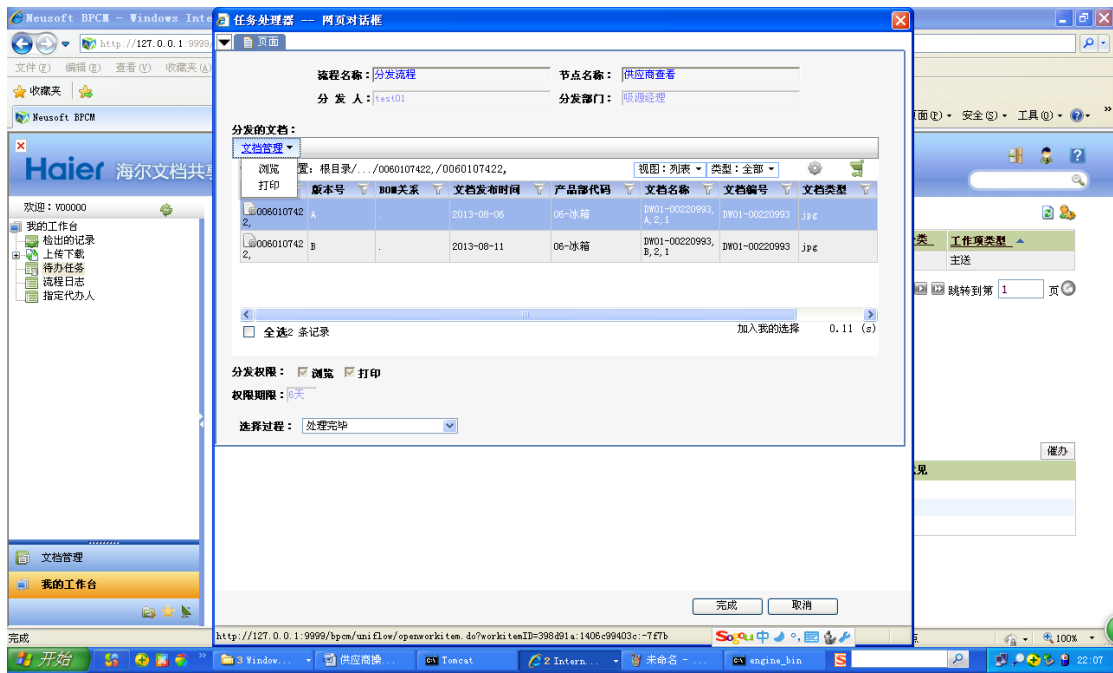 Neusoft BPCM - Windows Inte
任务处理器 -- 网页对话框
http://127.0.0.1:9999
页面
文件(F) 编辑(E) 查看(V) 收藏夹(A)
收藏夹
Neusoft BPCM
页面(P) 安全(S) 工具(O)
流程名称：分发流程
节点名称：供应商查看
分 发 人：test01
分发部门：
分发的文档：
文档管理
浏览
打印
置：根目录/.../0060107422,/0060107422,
视图：列表
类型：全部
版本号 BOM关系 文档发布时间 产品部代码 文档名称 文档编号 文档类型
0060107422, A . 2013-08-06 06-冰箱 DW01-00220993,A,2,1 DW01-00220993 jpg
0060107422, B . 2013-08-11 06-冰箱 DW01-00220993,B,2,1 DW01-00220993 jpg
全选2 条记录
加入我的选择 0.11 (s)
分发权限： 浏览 打印
权限期限：6天
选择过程： 处理完毕
完成 取消
Haier 海尔文档共享
欢迎：V00000
我的工作台
检出的记录
上传下载
待办任务
流程日志
指定代办人
类 工作项类型
主送
跳转到第 1 页
催办
见
文档管理
我的工作台
完成
http://127.0.0.1:9999/bpcm/uniflow/openworkitem.do?workitemID=398d91a:1406c99403c:-7f7b
Sogou 中
100%
开始
3 Window...
供应商操...
Tomcat
2 Intern...
未命名 - ...
engine_bin
22:07